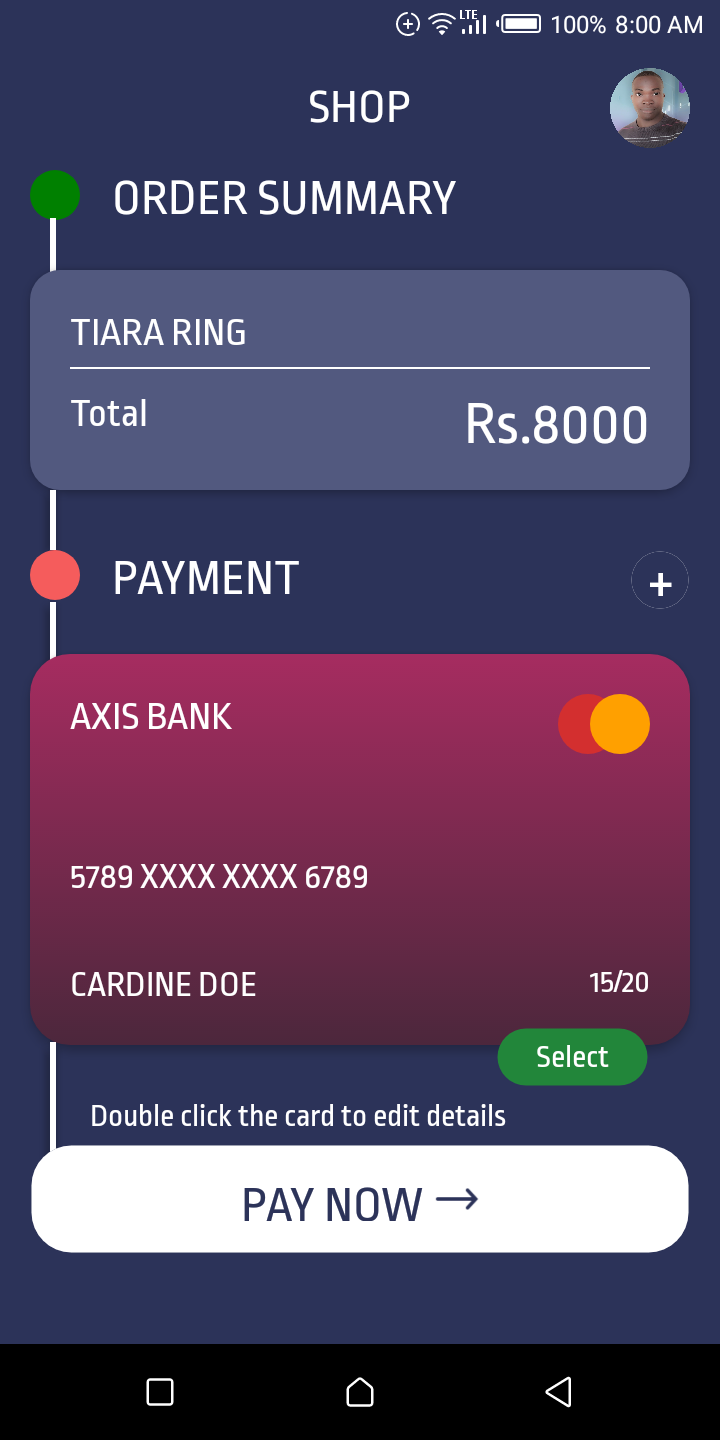 LTE 100% 8:00 AM
SHOP
ORDER SUMMARY
TIARA RING
Total Rs.8000
PAYMENT +
AXIS BANK
5789 XXXX XXXX 6789
CARDINE DOE 15/20
Select
Double click the card to edit details
PAY NOW →